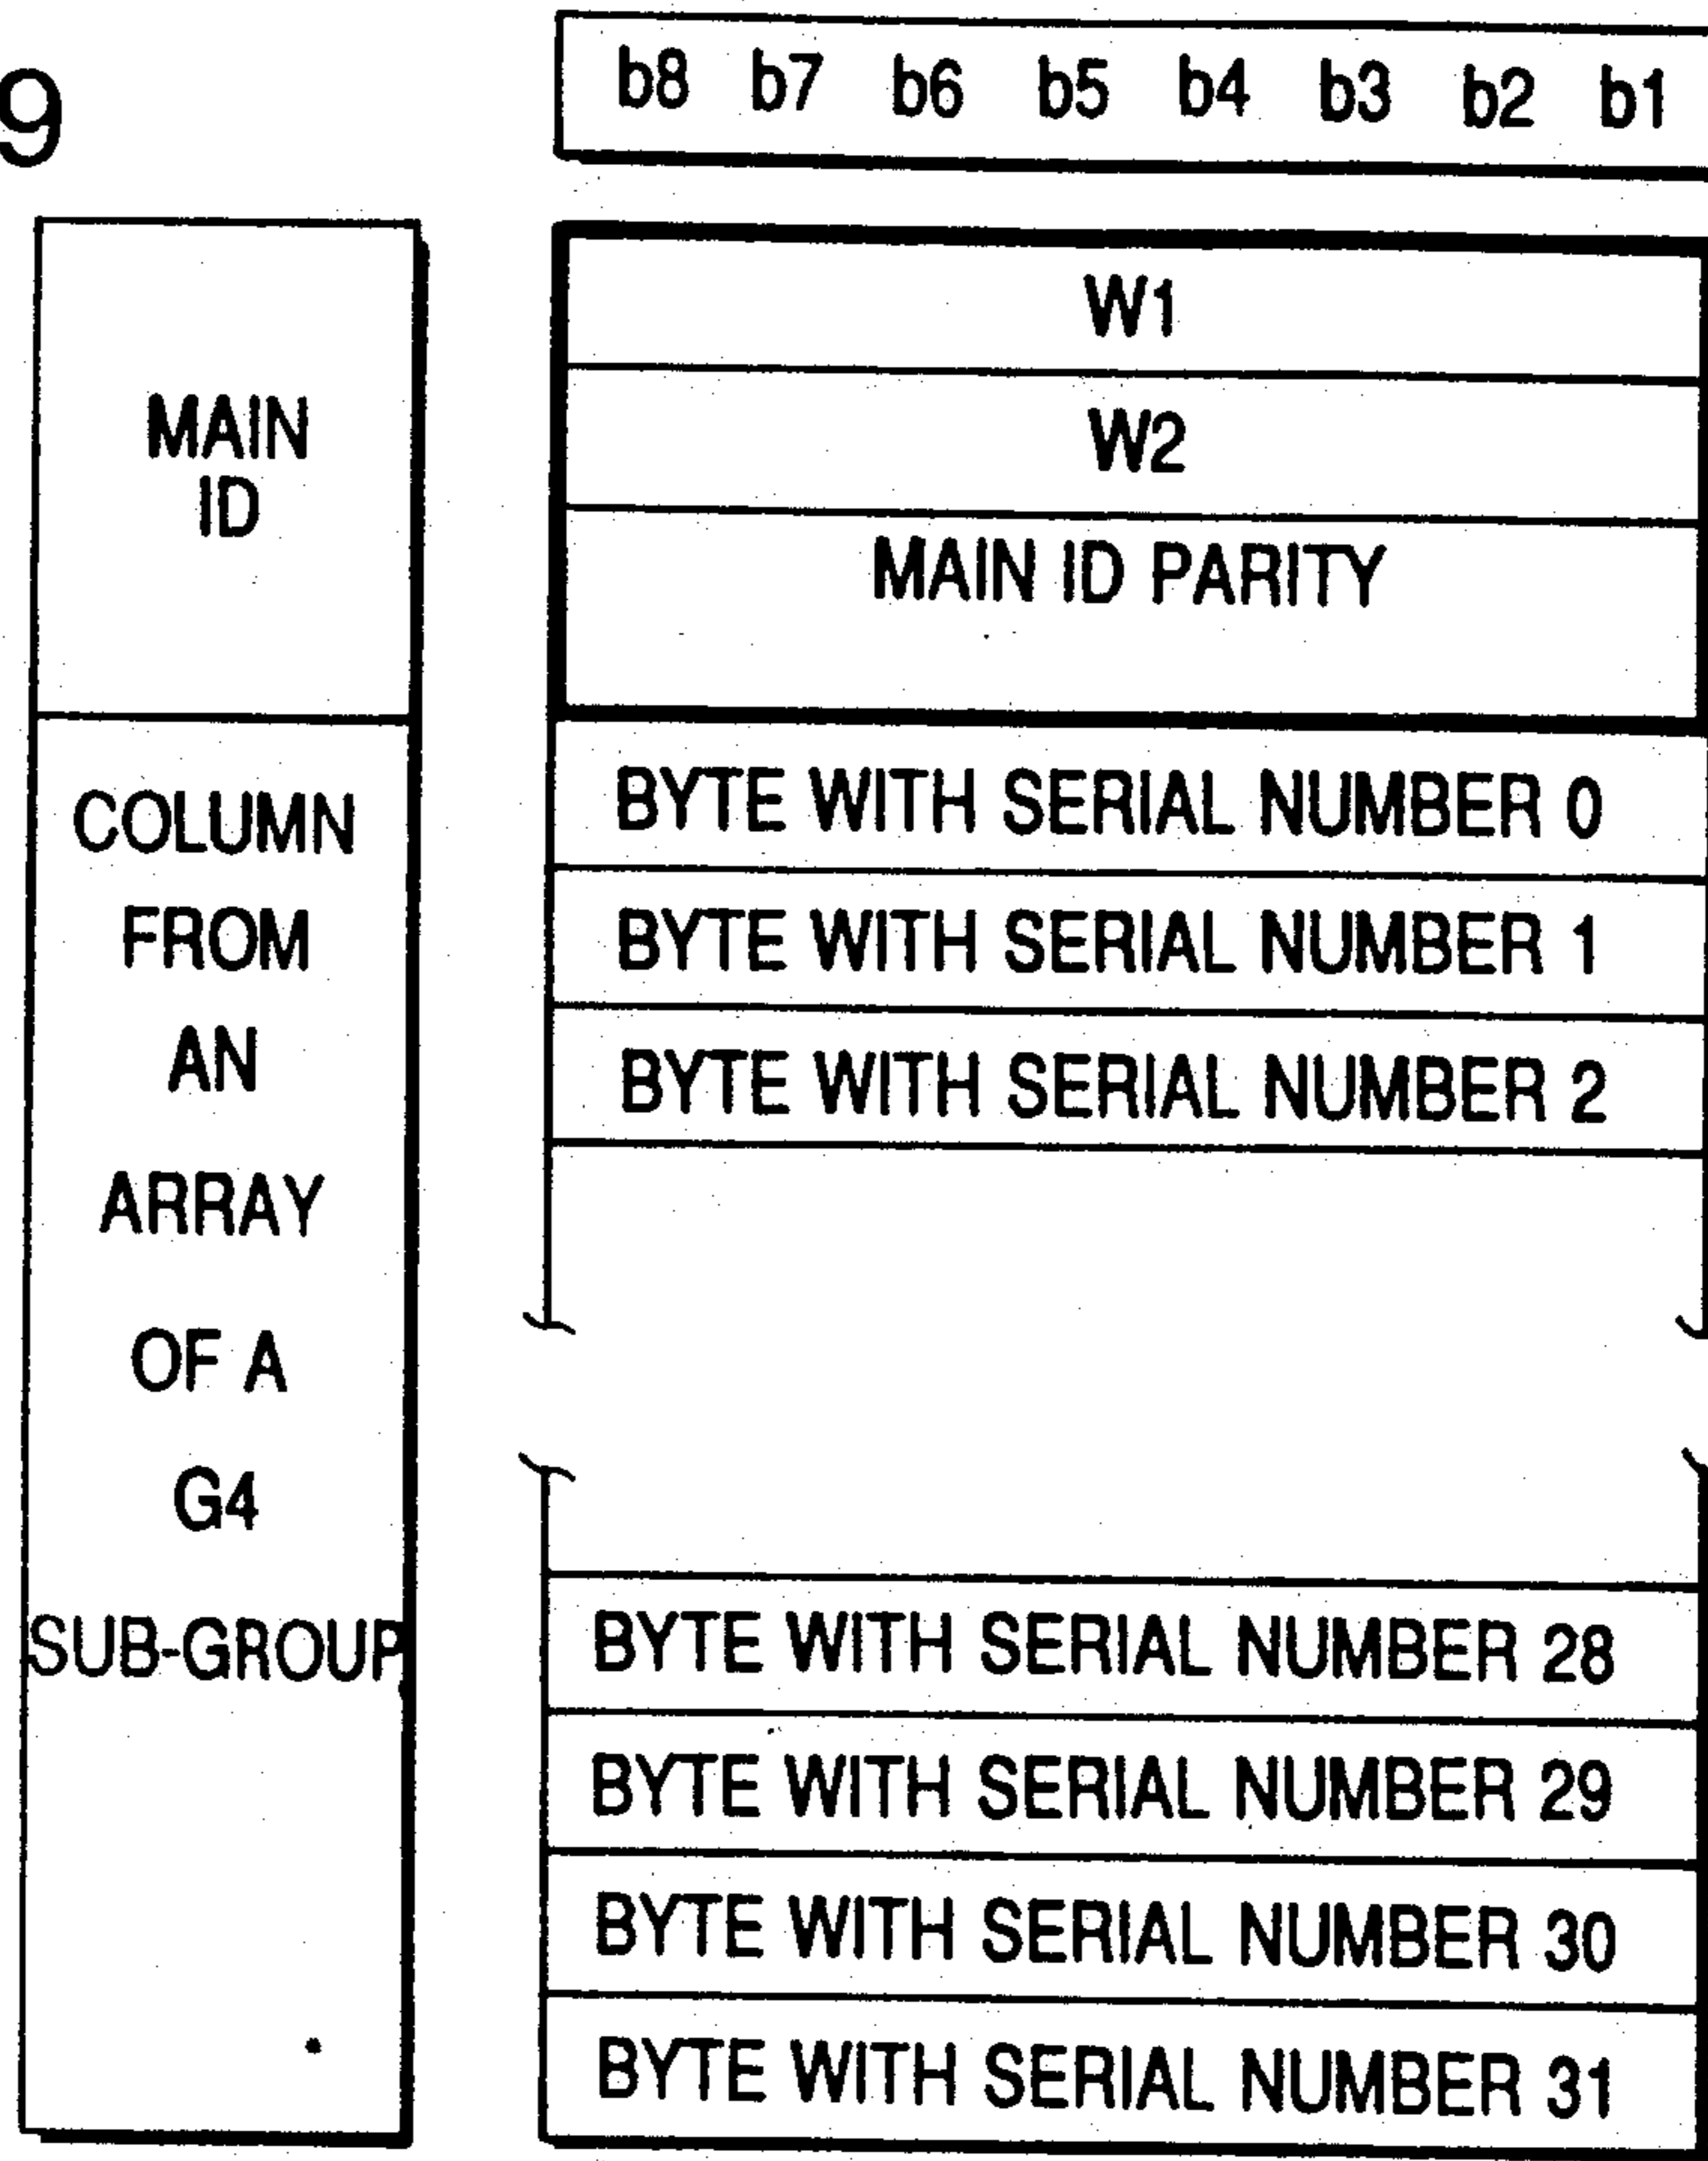 9
b8 b7 b6 b5 b4 b3 b2 b1
MAIN
ID
W1
W2
MAIN ID PARITY
COLUMN
FROM
AN
ARRAY
OF A
G4
SUB-GROUP
BYTE WITH SERIAL NUMBER 0
BYTE WITH SERIAL NUMBER 1
BYTE WITH SERIAL NUMBER 2
BYTE WITH SERIAL NUMBER 28
BYTE WITH SERIAL NUMBER 29
BYTE WITH SERIAL NUMBER 30
BYTE WITH SERIAL NUMBER 31